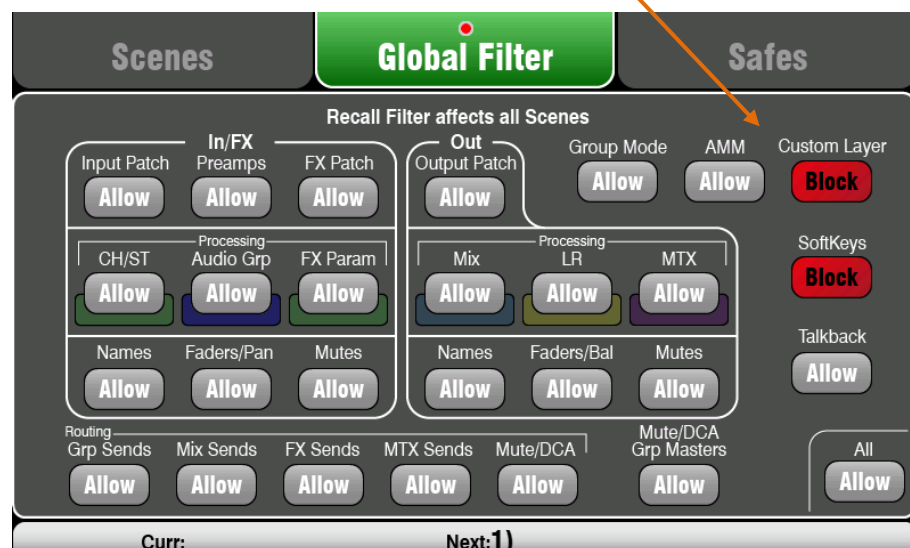 Scenes
Global Filter
Safes
Recall Filter affects all Scenes
In/FX
Input Patch Preamps FX Patch
Allow Allow Allow
Out
Output Patch
Allow
Group Mode AMM Custom Layer
Allow Allow Block
Processing
CH/ST Audio Grp FX Param
Allow Allow Allow
Processing
Mix LR MTX
Allow Allow Allow
SoftKeys
Block
Names Faders/Pan Mutes
Allow Allow Allow
Names Faders/Bal Mutes
Allow Allow Allow
Talkback
Allow
Routing
Grp Sends Mix Sends FX Sends MTX Sends Mute/DCA
Allow Allow Allow Allow Allow
Mute/DCA
Grp Masters
Allow
All
Allow
Curr: Next:1)